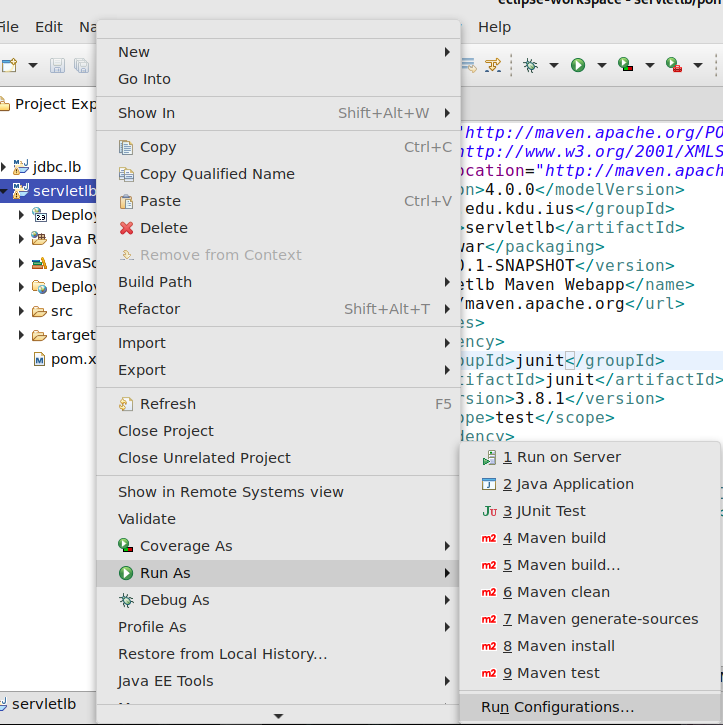 eclipse-workspace - servletlb/pom
File Edit Na Help
Project Exp
jdbc.lb
servletlb
Deploy
Java R
JavaSc
Deploy
src
target
pom.x
servletlb
New
Go Into
Show In Shift+Alt+W
Copy Ctrl+C
Copy Qualified Name
Paste Ctrl+V
Delete
Remove from Context
Build Path
Refactor Shift+Alt+T
Import
Export
Refresh F5
Close Project
Close Unrelated Project
Show in Remote Systems view
Validate
Coverage As
Run As
Debug As
Profile As
Restore from Local History...
Java EE Tools
"http://maven.apache.org/PO
http://www.w3.org/2001/XMLS
ocation="http://maven.apach
on>4.0.0</modelVersion>
edu.kdu.ius</groupId>
>servletlb</artifactId>
war</packaging>
0.1-SNAPSHOT</version>
etlb Maven Webapp</name>
/maven.apache.org</url>
es>
ency>
oupId>junit</groupId>
tifactId>junit</artifactId>
rsion>3.8.1</version>
ope>test</scope>
dency>
1 Run on Server
2 Java Application
3 JUnit Test
4 Maven build
5 Maven build...
6 Maven clean
7 Maven generate-sources
8 Maven install
9 Maven test
Run Configurations...